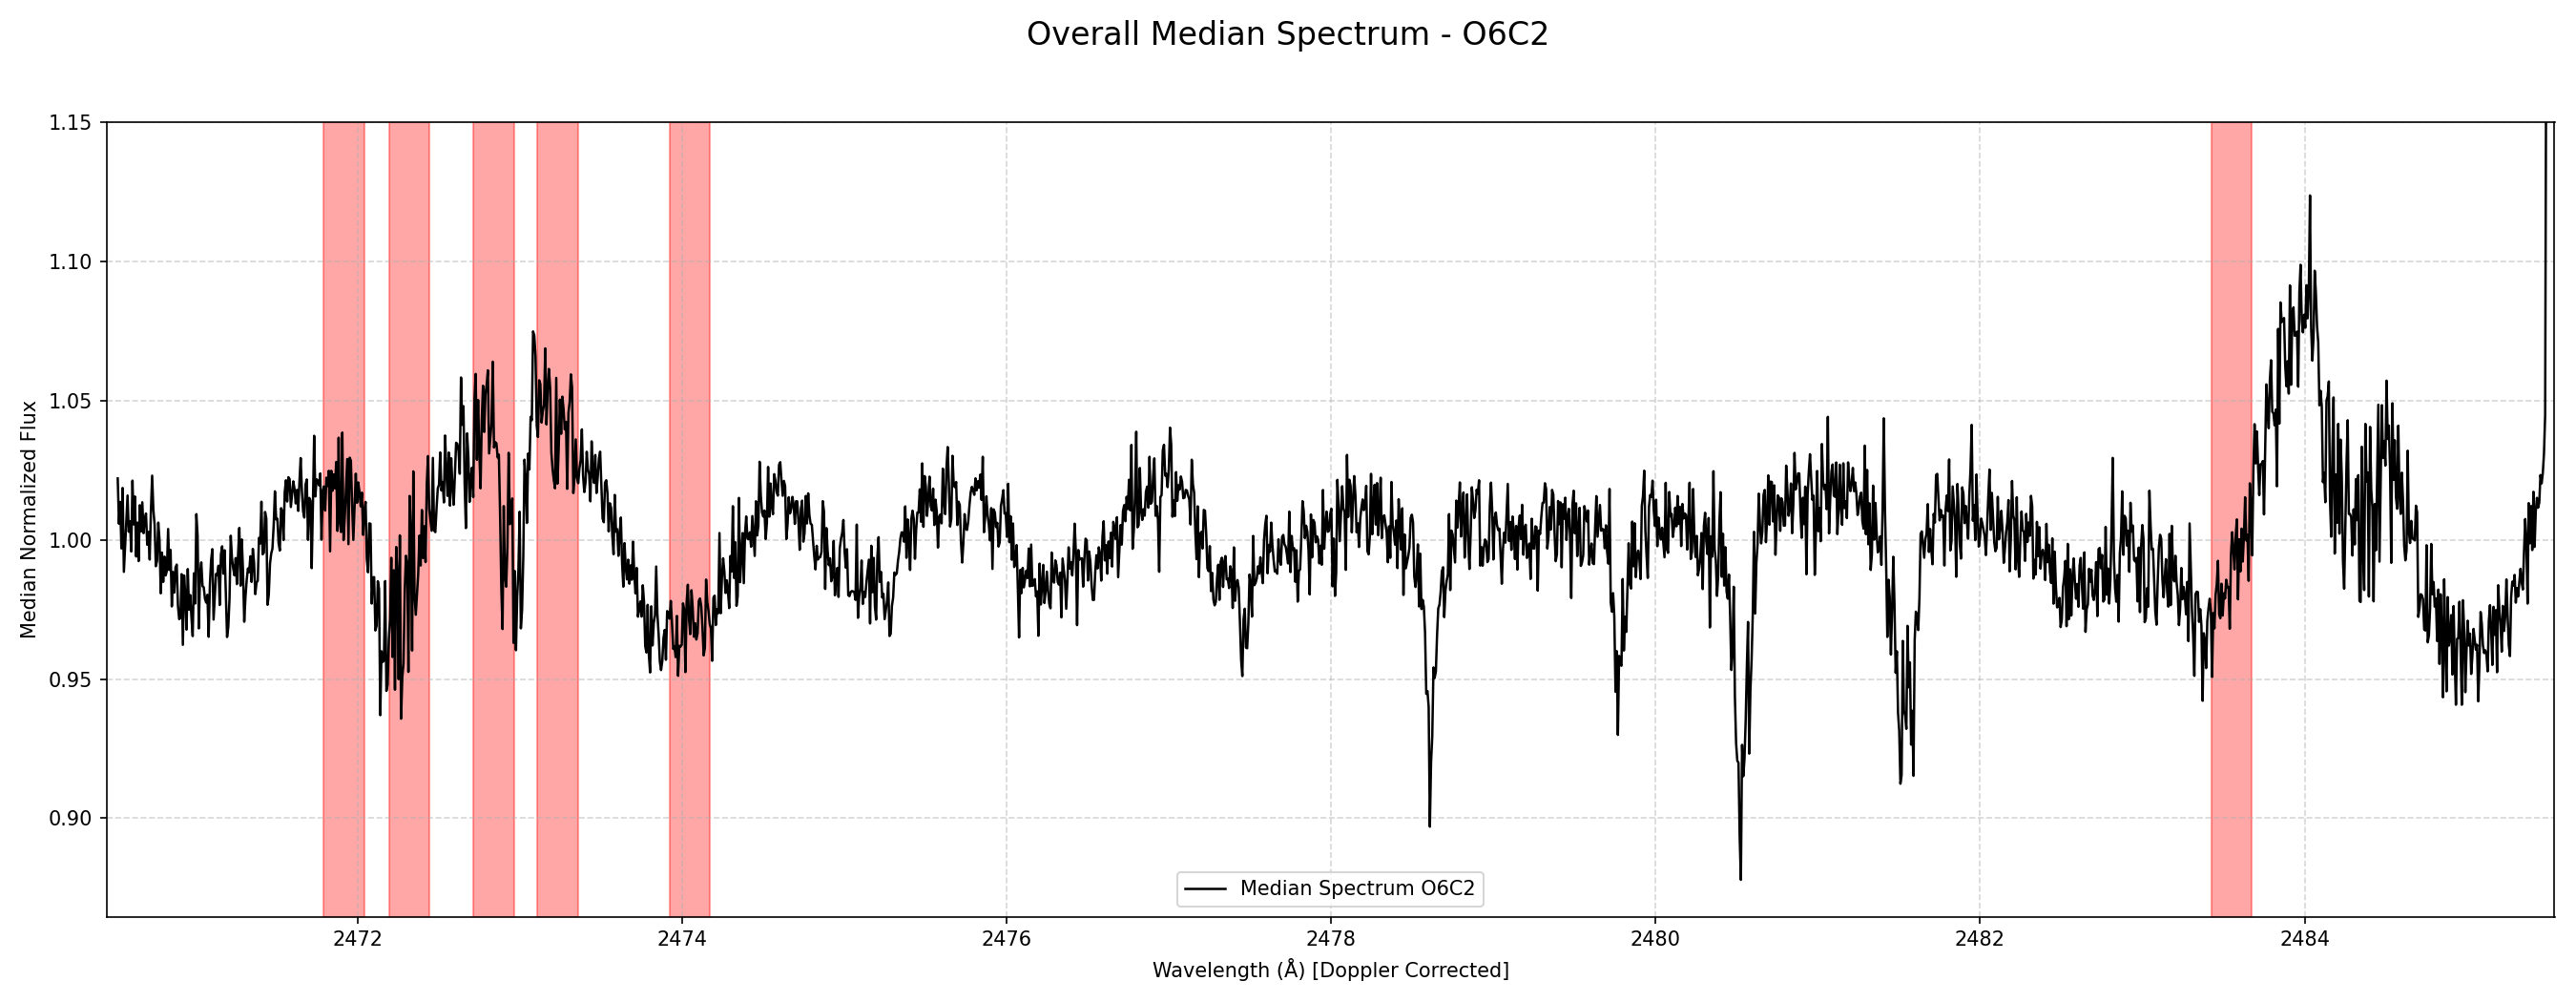 Overall Median Spectrum - O6C2
1.15
1.10
1.05
1.00
0.95
0.90
Median Normalized Flux
Median Spectrum O6C2
2472 2474 2476 2478 2480 2482 2484
Wavelength (Å) [Doppler Corrected]